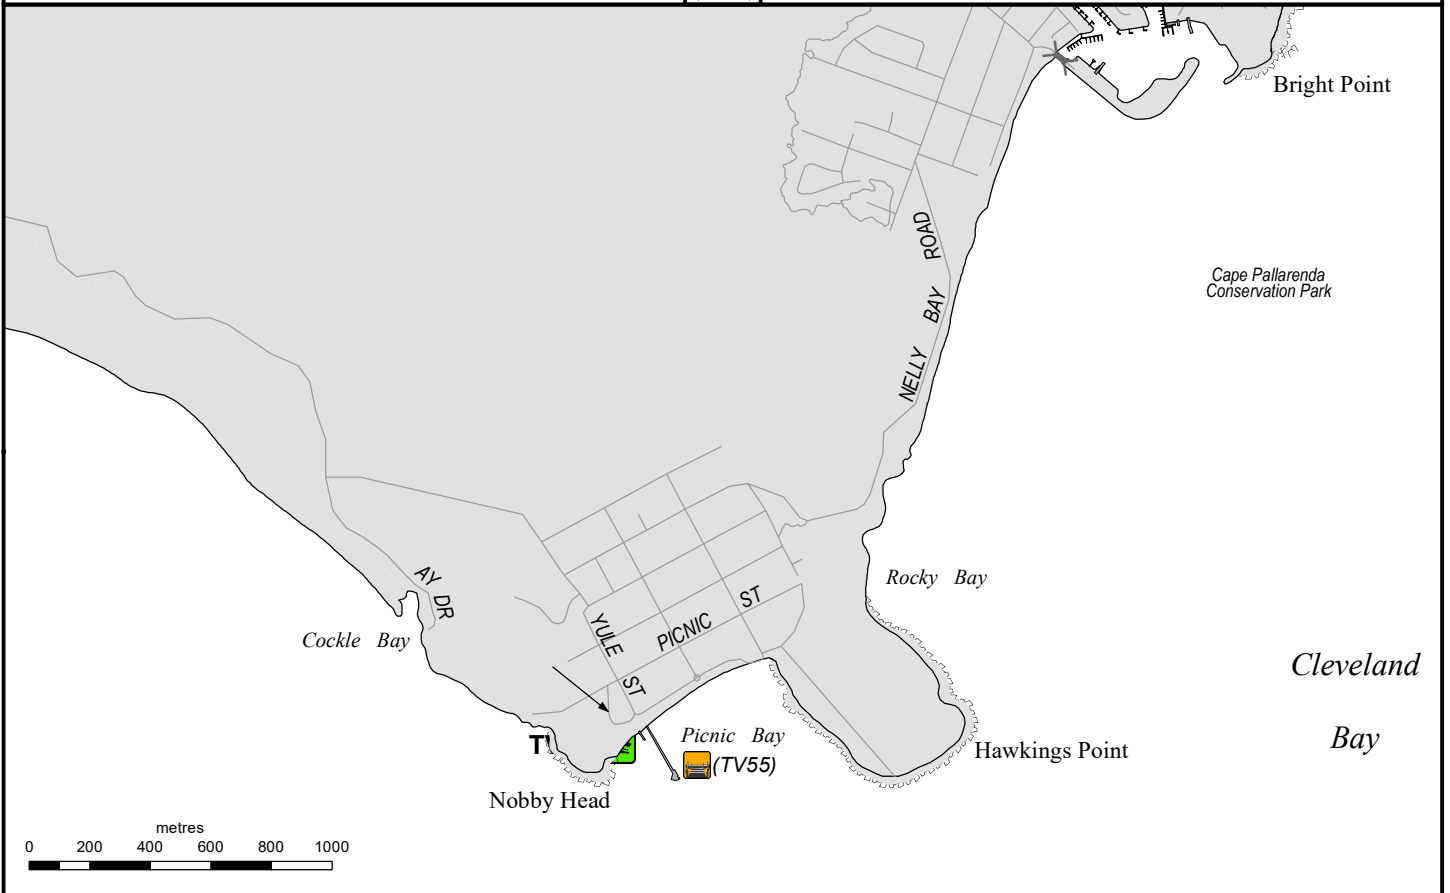 Bright Point
ROAD
Cape Pallarenda
Conservation Park
BAY
NELLY
AY DR
Rocky Bay
ST
YULE
PICNIC
Cockle Bay
Cleveland
ST
Picnic Bay
Bay
Hawkings Point
(TV55)
Nobby Head
metres
0 200 400 600 800 1000